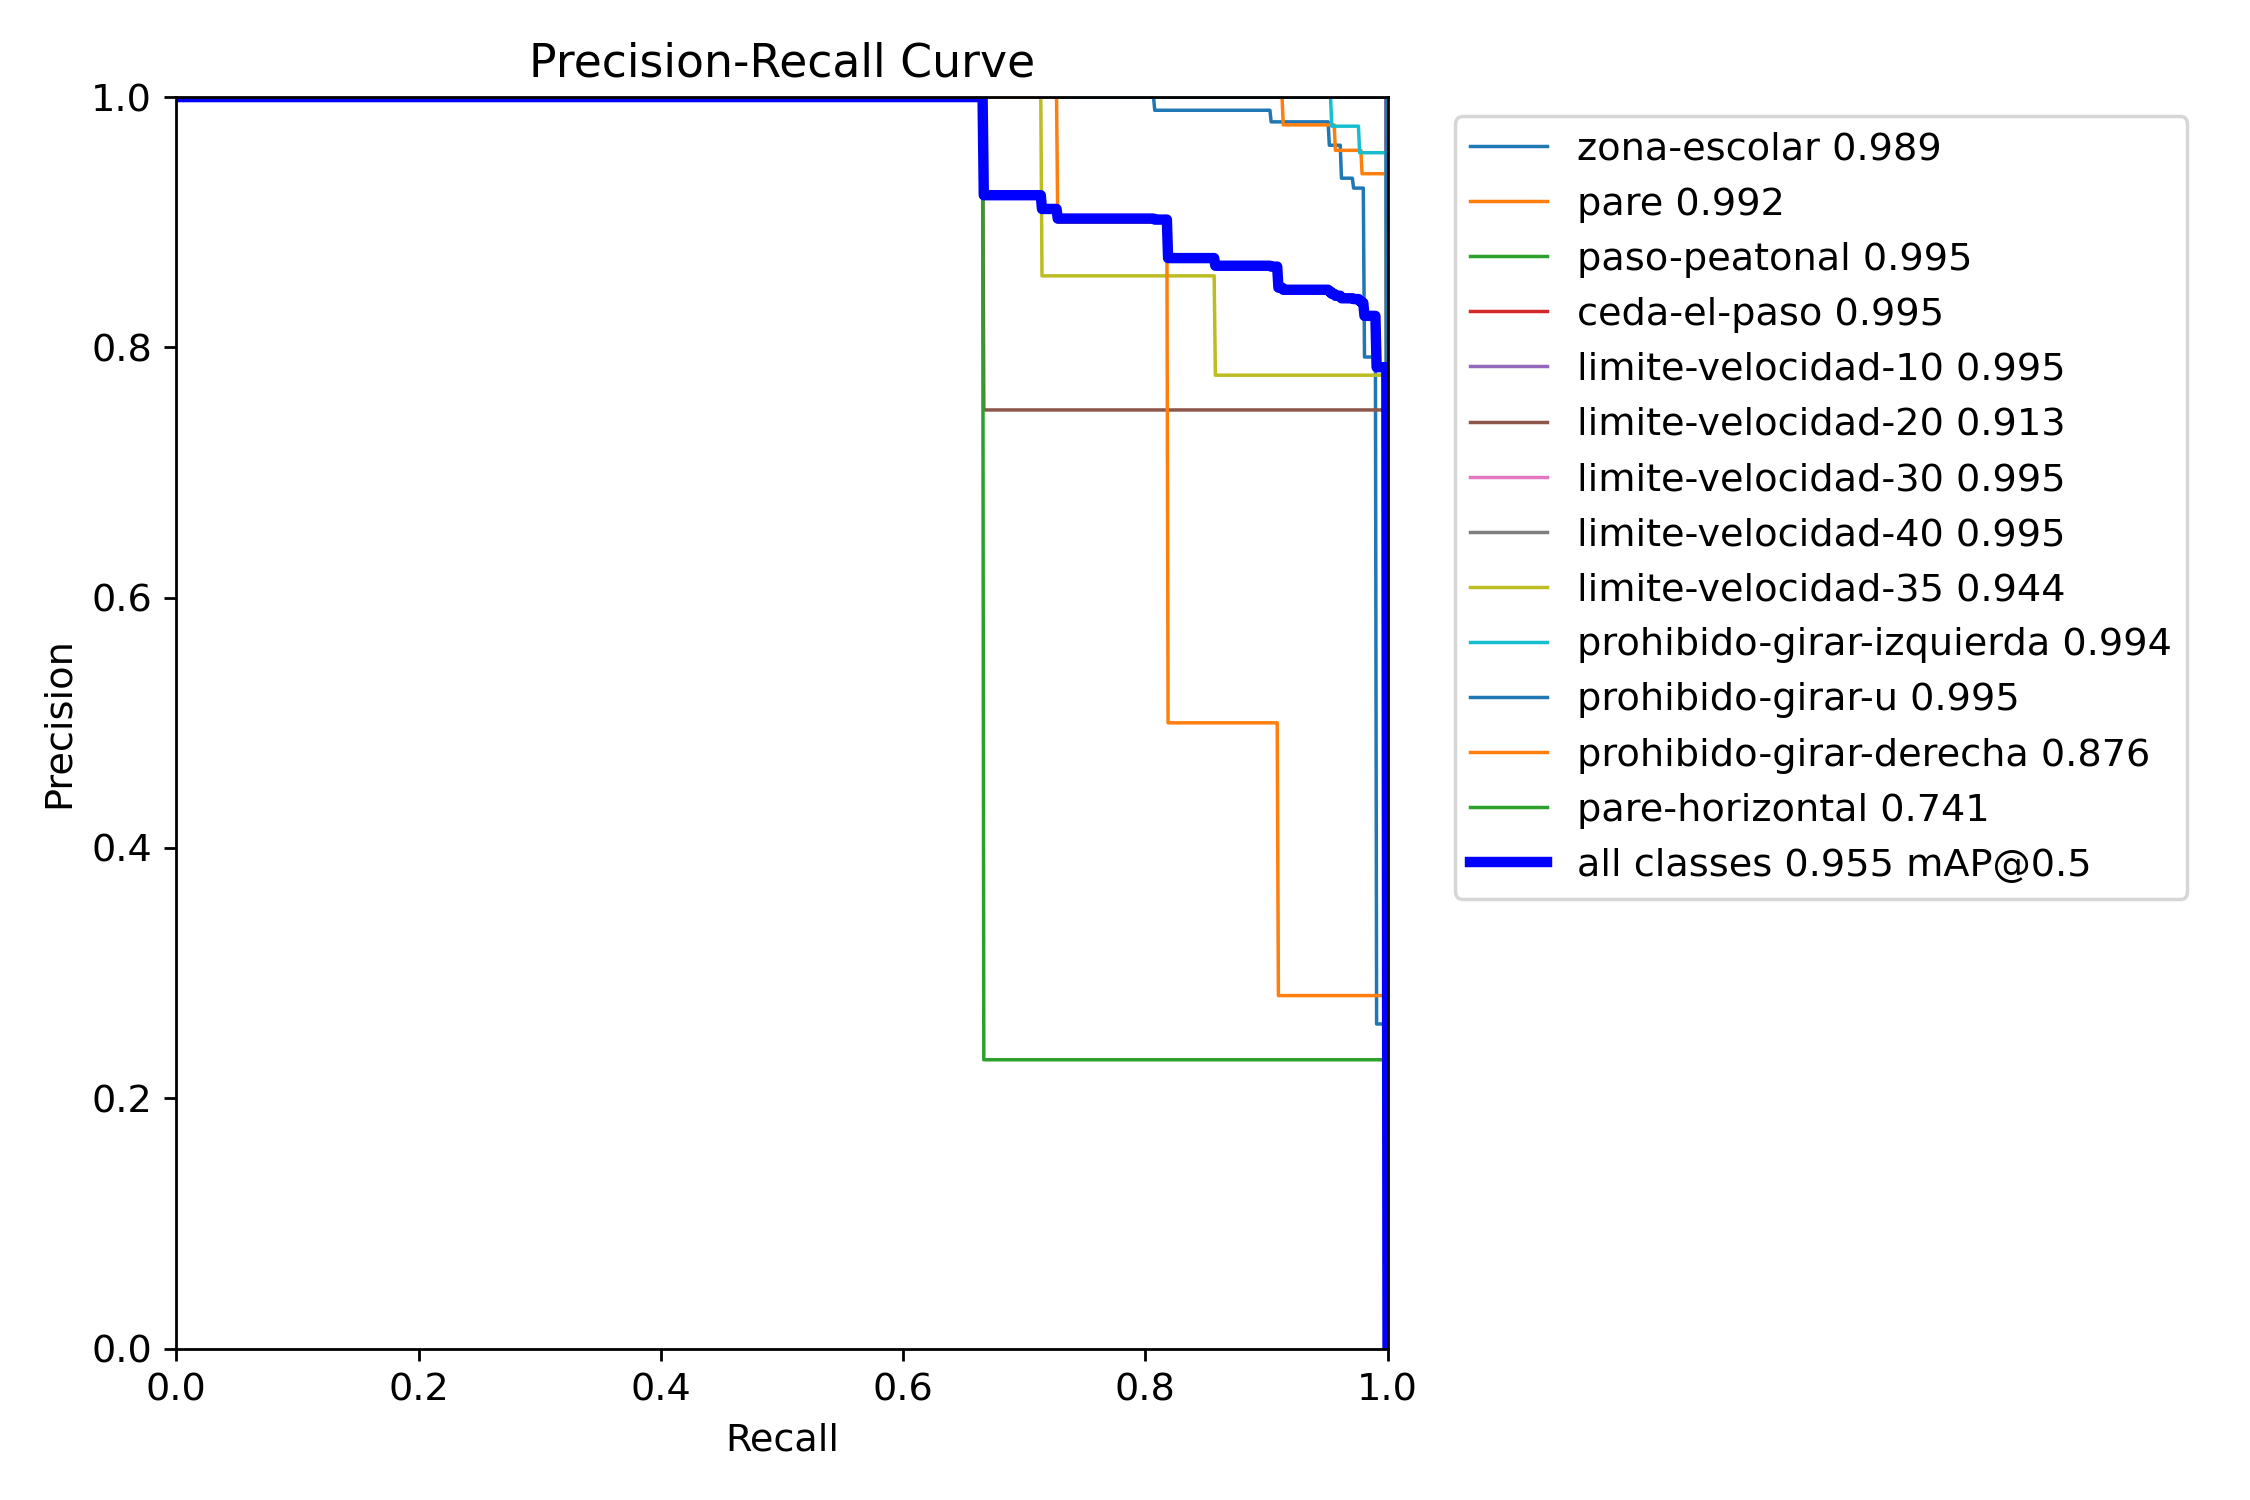 Precision-Recall Curve
1.0
0.8
0.6
0.4
0.2
0.0
Precision
0.0 0.2 0.4 0.6 0.8 1.0
Recall
zona-escolar 0.989
pare 0.992
paso-peatonal 0.995
ceda-el-paso 0.995
limite-velocidad-10 0.995
limite-velocidad-20 0.913
limite-velocidad-30 0.995
limite-velocidad-40 0.995
limite-velocidad-35 0.944
prohibido-girar-izquierda 0.994
prohibido-girar-u 0.995
prohibido-girar-derecha 0.876
pare-horizontal 0.741
all classes 0.955 mAP@0.5